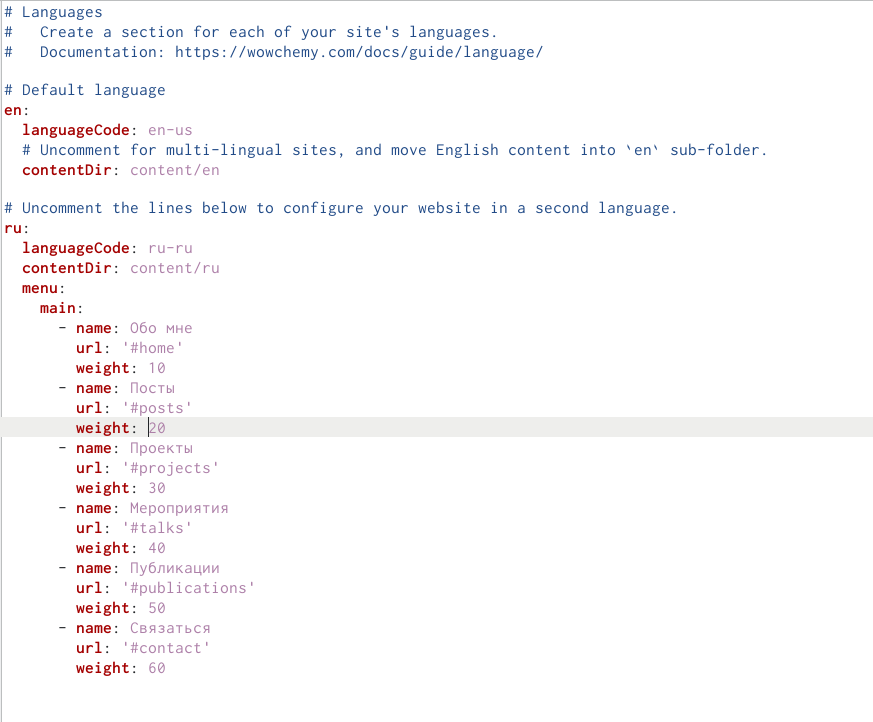 # Languages
#   Create a section for each of your site's languages.
#   Documentation: https://wowchemy.com/docs/guide/language/

# Default language
en:
  languageCode: en-us
  # Uncomment for multi-lingual sites, and move English content into `en` sub-folder.
  contentDir: content/en

# Uncomment the lines below to configure your website in a second language.
ru:
  languageCode: ru-ru
  contentDir: content/ru
  menu:
    main:
      - name: Обо мне
        url: '#home'
        weight: 10
      - name: Посты
        url: '#posts'
        weight: 20
      - name: Проекты
        url: '#projects'
        weight: 30
      - name: Мероприятия
        url: '#talks'
        weight: 40
      - name: Публикации
        url: '#publications'
        weight: 50
      - name: Связаться
        url: '#contact'
        weight: 60